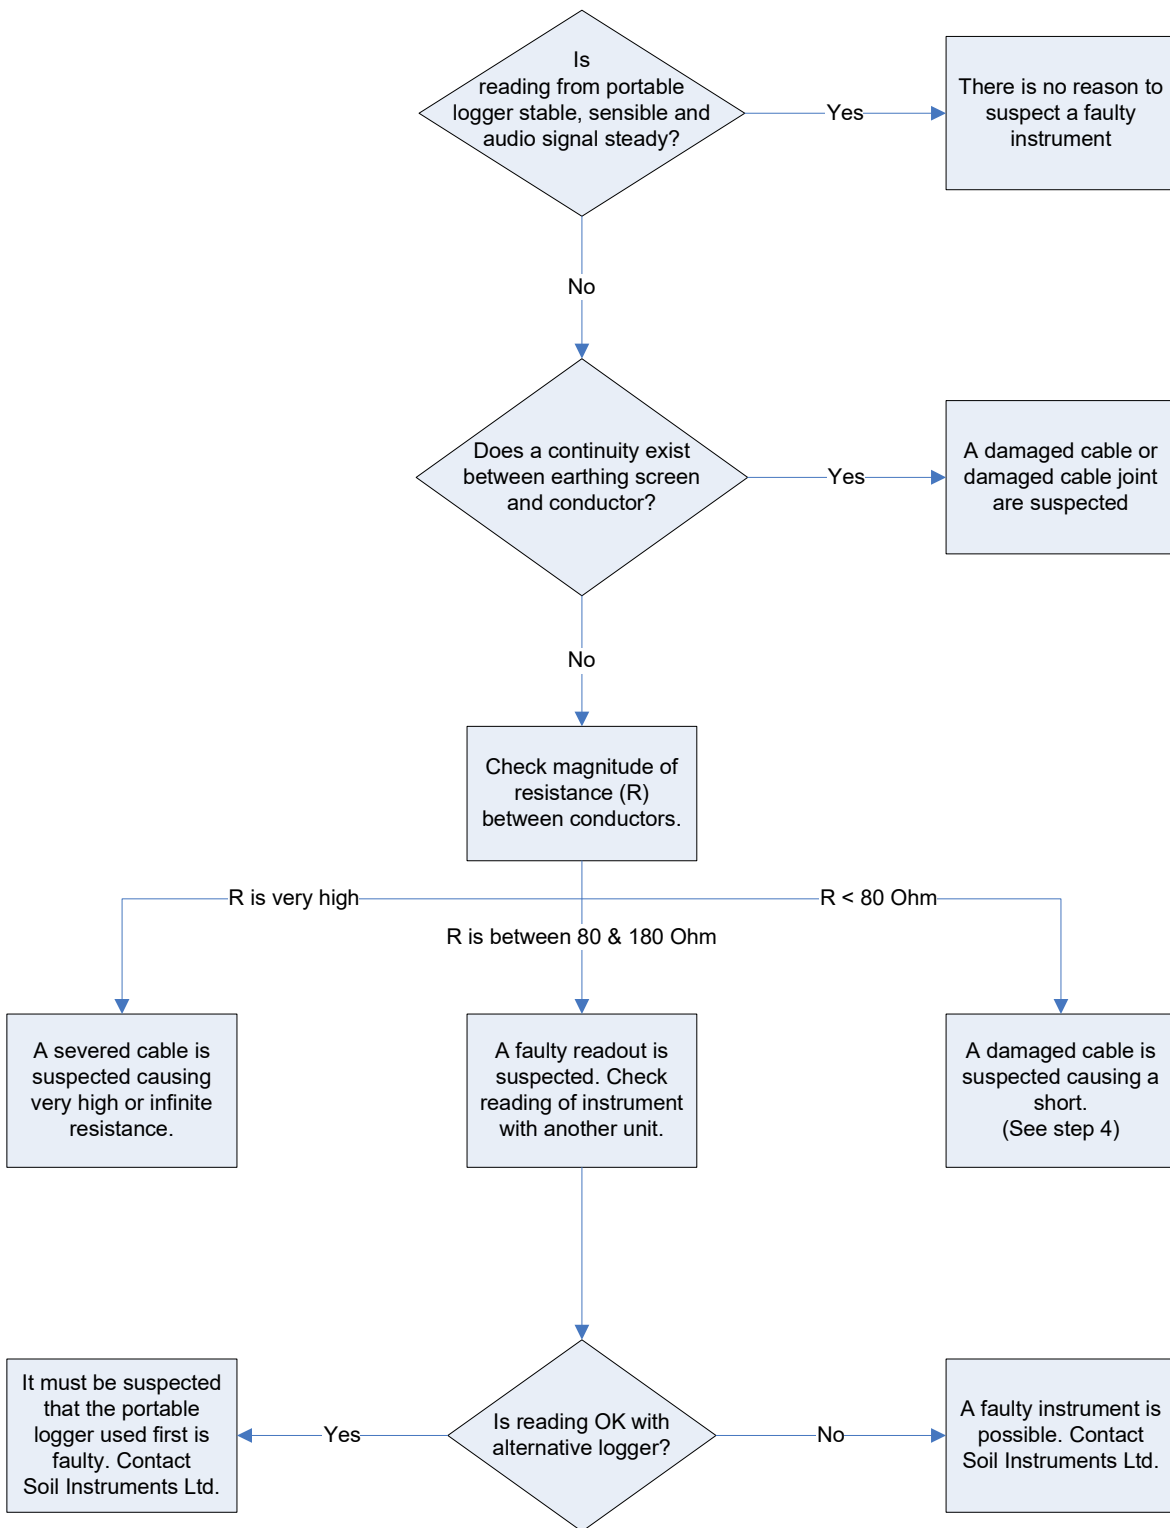 Is
reading from portable
logger stable, sensible and
audio signal steady?
Yes
There is no reason to
suspect a faulty
instrument
No
Does a continuity exist
between earthing screen
and conductor?
Yes
A damaged cable or
damaged cable joint
are suspected
No
Check magnitude of
resistance (R)
between conductors.
R is very high
R < 80 Ohm
R is between 80 & 180 Ohm
A severed cable is
suspected causing
very high or infinite
resistance.
A faulty readout is
suspected. Check
reading of instrument
with another unit.
A damaged cable is
suspected causing a
short.
(See step 4)
It must be suspected
that the portable
logger used first is
faulty. Contact
Soil Instruments Ltd.
Yes
Is reading OK with
alternative logger?
No
A faulty instrument is
possible. Contact
Soil Instruments Ltd.